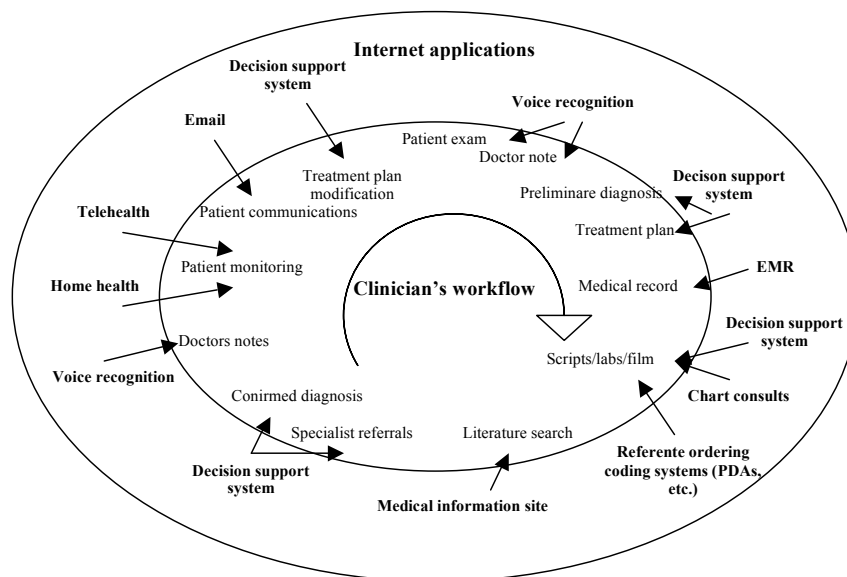 Internet applications
Decision support
system
Voice recognition
Email
Patient exam
Doctor note
Treatment plan
modification
Preliminare diagnosis
Decison support
system
Telehealth
Patient communications
Treatment plan
Patient monitoring
EMR
Home health
Clinician's workflow
Medical record
Doctors notes
Decision support
system
Scripts/labs/film
Voice recognition
Conirmed diagnosis
Chart consults
Specialist referrals
Literature search
Referente ordering
coding systems (PDAs,
etc.)
Decision support
system
Medical information site